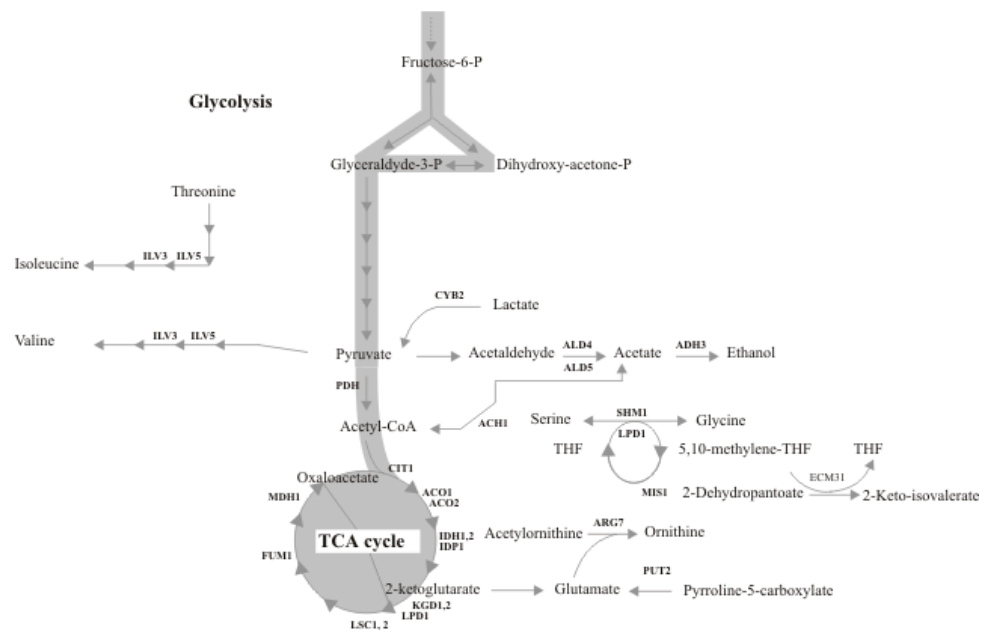 Fructose-6-P
Glycolysis
Glyceraldyde-3-P
Dihydroxy-acetone-P
Threonine
Isoleucine
ILV3
ILV5
CYB2
Lactate
Valine
ILV3
ILV5
Pyruvate
Acetaldehyde
ALD4
ALD5
Acetate
ADH3
Ethanol
PDH
Acetyl-CoA
ACH1
Serine
SHM1
Glycine
LPD1
THF
5,10-methylene-THF
THF
MIS1
ECM31
2-Dehydropantoate
2-Keto-isovalerate
Oxaloacetate
CIT1
MDH1
ACO1
ACO2
TCA cycle
IDH1,2
IDP1
Acetylornithine
ARG7
Ornithine
FUM1
2-ketoglutarate
Glutamate
PUT2
Pyrroline-5-carboxylate
KGD1,2
LPD1
LSC1, 2